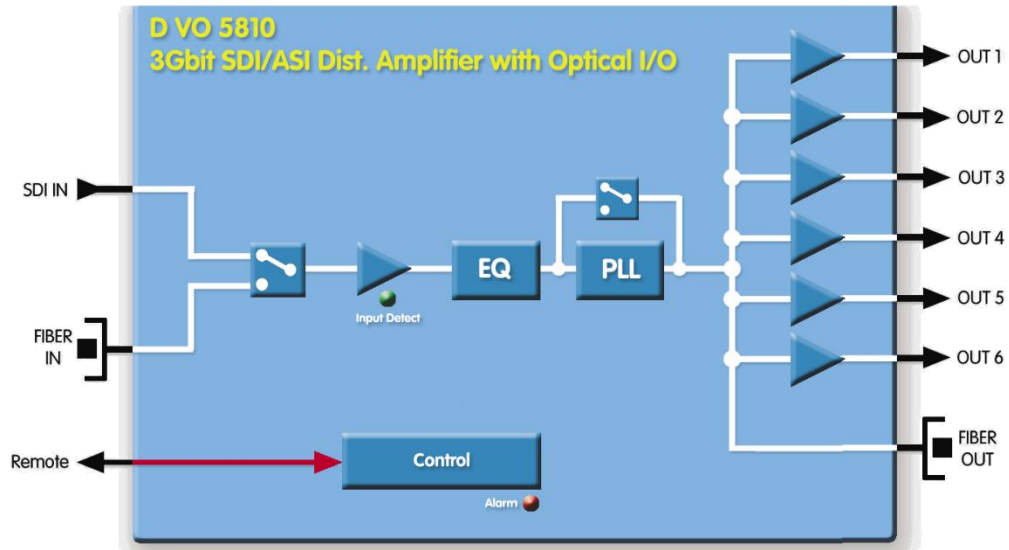 D VO 5810
3Gbit SDI/ASI Dist. Amplifier with Optical I/O
OUT 1
OUT 2
OUT 3
SDI IN
OUT 4
EQ
PLL
OUT 5
Input Detect
FIBER
IN
OUT 6
FIBER
OUT
Remote
Control
Alarm